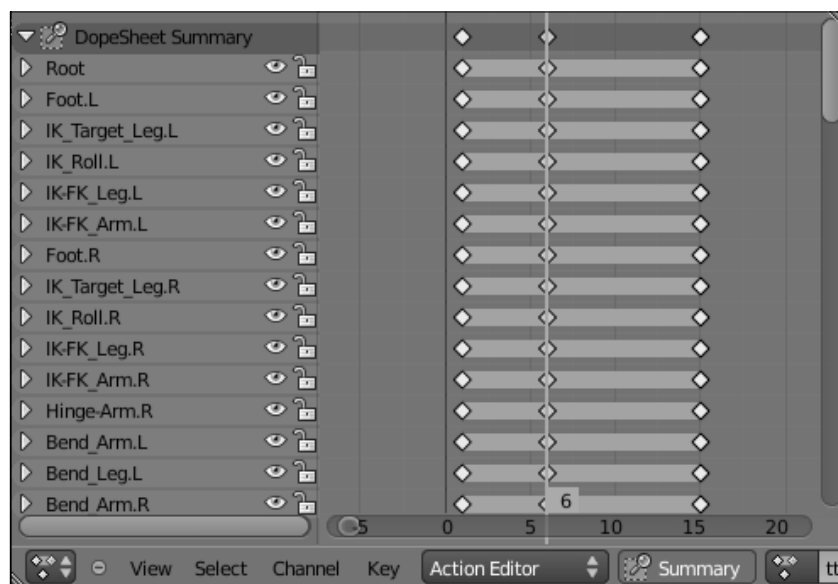 DopeSheet Summary
Root
Foot.L
IK_Target_Leg.L
IK_Roll.L
IK-FK_Leg.L
IK-FK_Arm.L
Foot.R
IK_Target_Leg.R
IK_Roll.R
IK-FK_Leg.R
IK-FK_Arm.R
Hinge-Arm.R
Bend_Arm.L
Bend_Leg.L
Bend_Arm.R
6
-5 0 5 10 15 20
View Select Channel Key Action Editor Summary